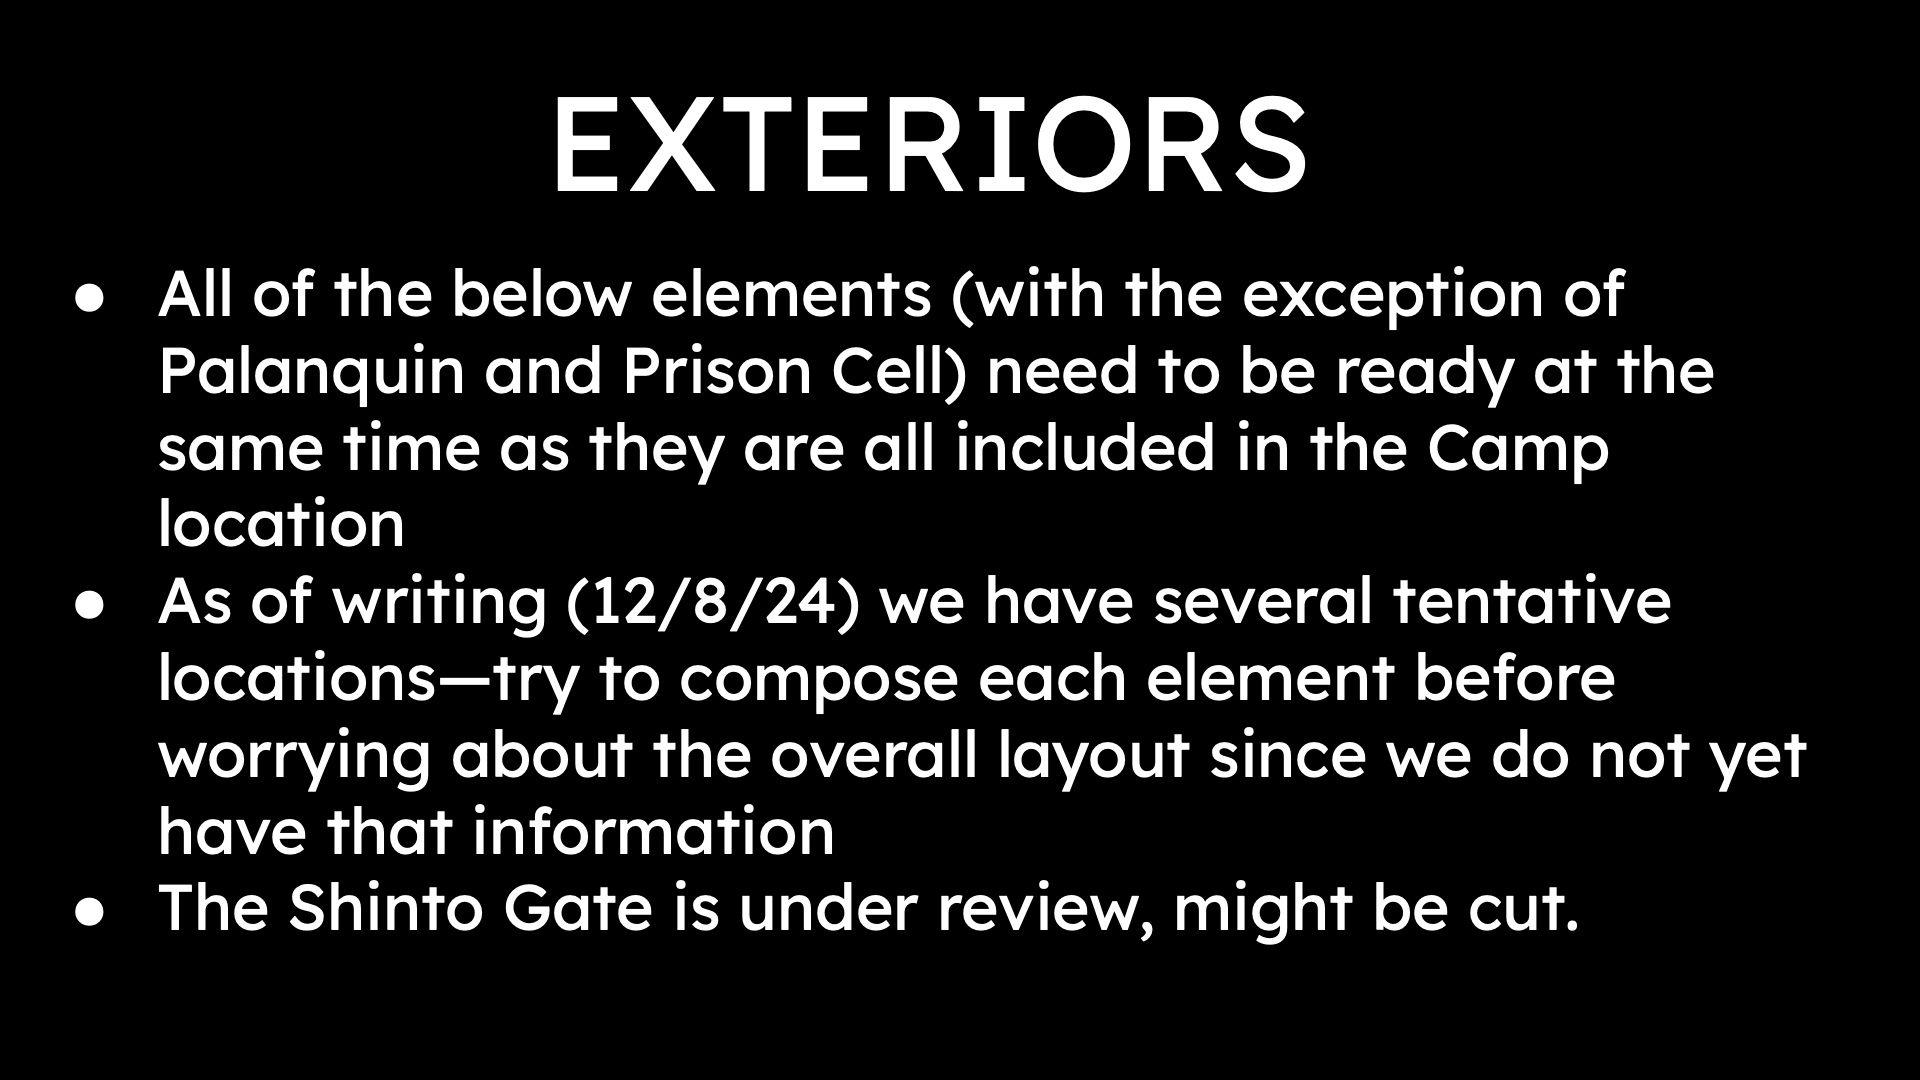 EXTERIORS
● All of the below elements (with the exception of
Palanquin and Prison Cell) need to be ready at the
same time as they are all included in the Camp
location
● As of writing (12/8/24) we have several tentative
locations—try to compose each element before
worrying about the overall layout since we do not yet
have that information
● The Shinto Gate is under review, might be cut.